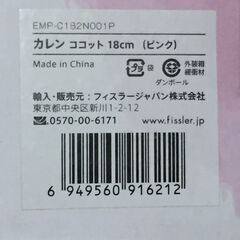 EMP-C1B2N001P
カレン ココット 18cm (ピンク)
Made in China
外装箱
緩衝材
袋
ダンボール
輸入・販売元：フィスラージャパン株式会社
東京都中央区新川1-2-12
0570-00-6171
www.fissler.jp
6 949560 916212